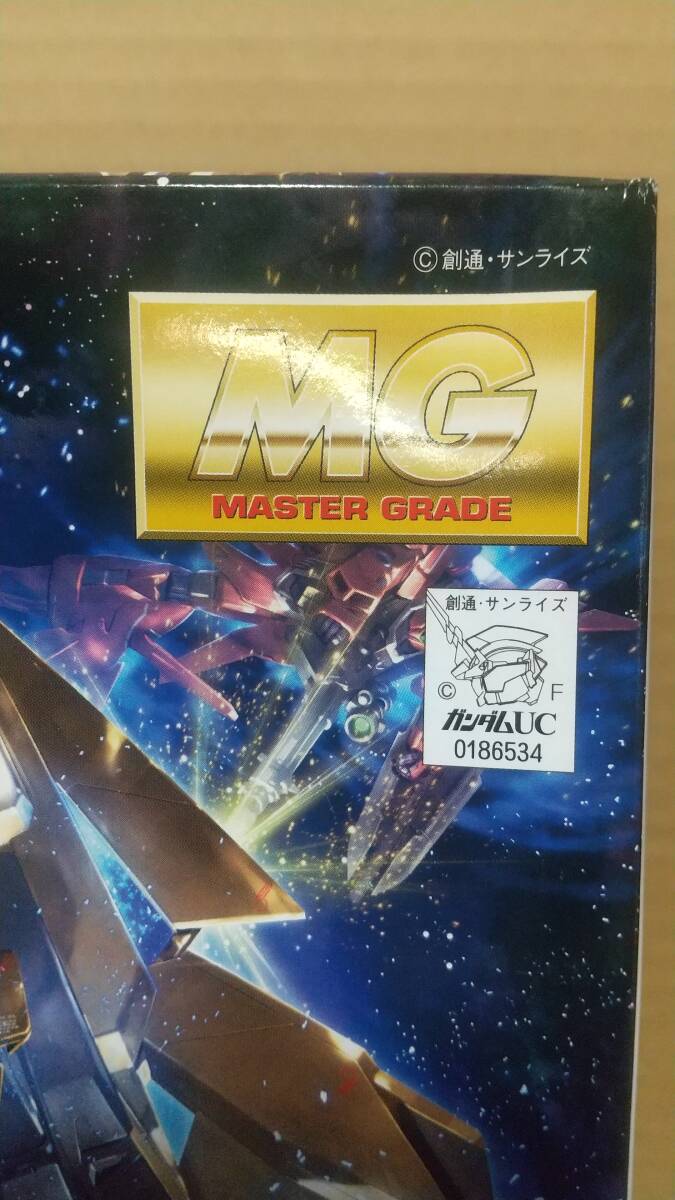 © 創通・サンライズ
MG
MASTER GRADE
創通・サンライズ
© F
ガンダムUC
0186534